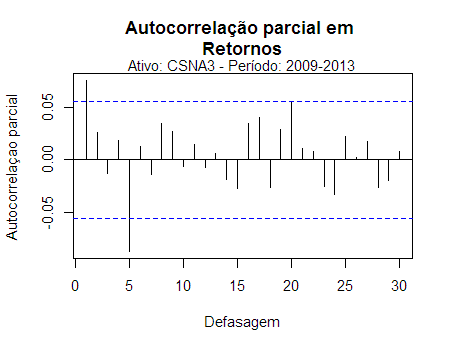 Autocorrelação parcial em
Retornos
Ativo: CSNA3 - Período: 2009-2013
Autocorrelaçao parcial
0.05
0.00
-0.05
0 5 10 15 20 25 30
Defasagem